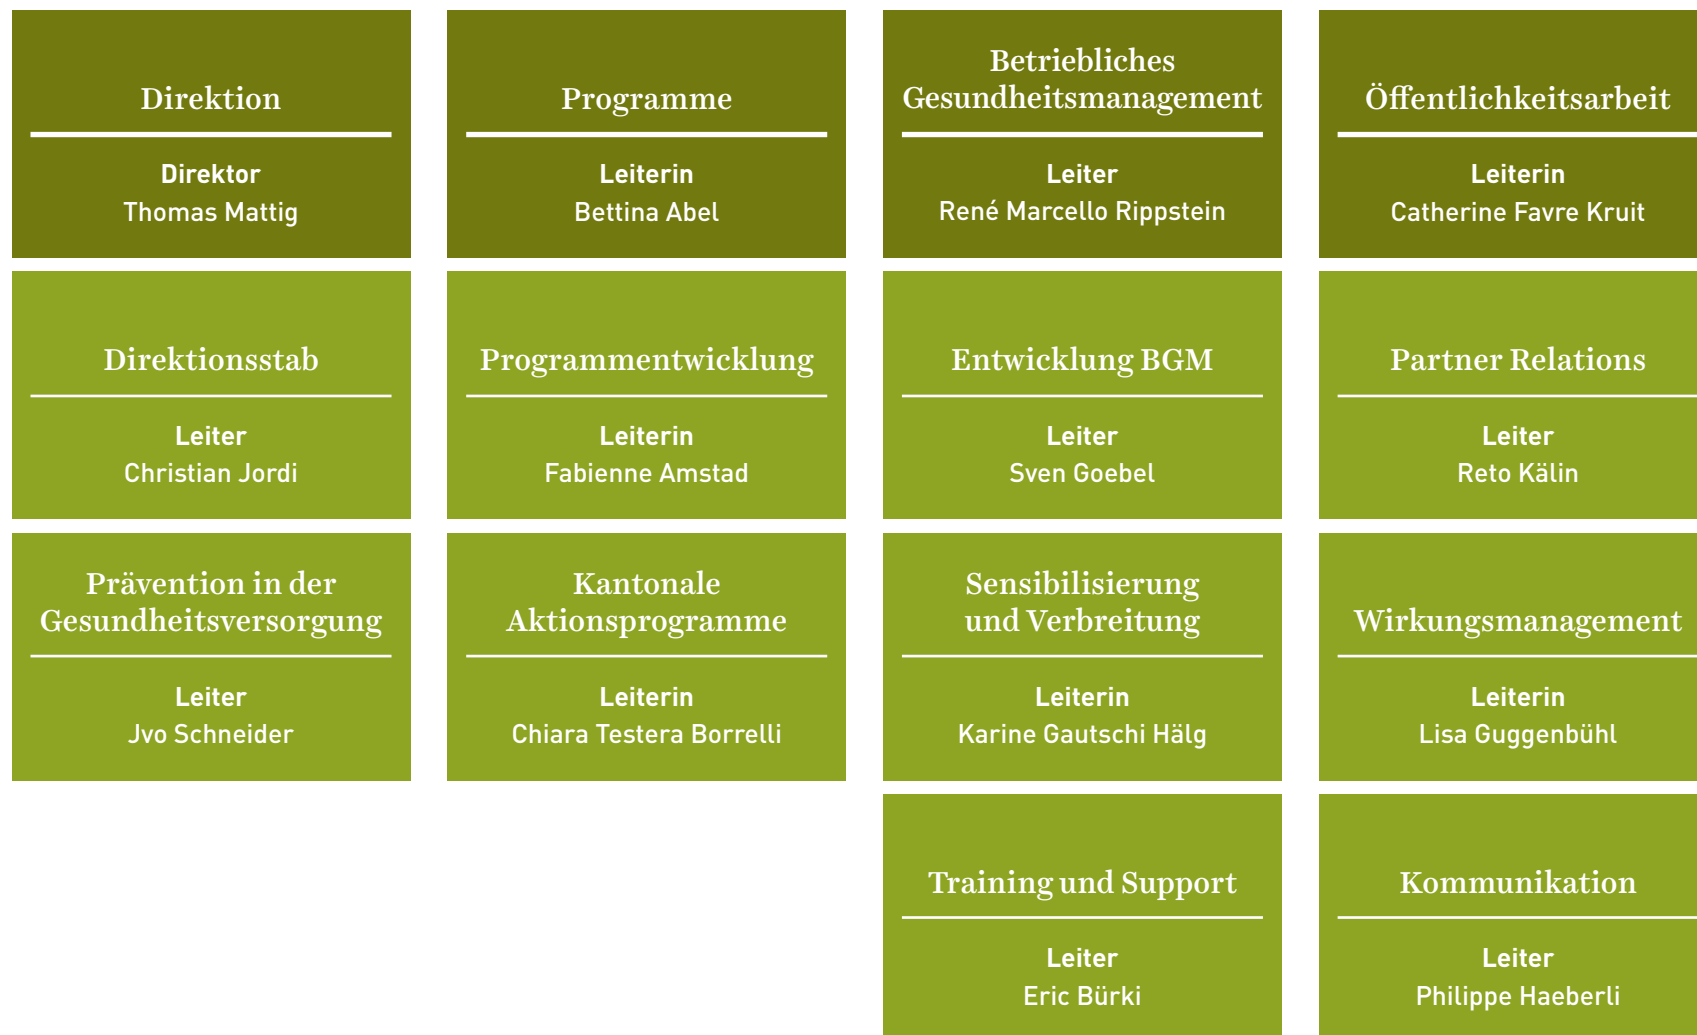 Direktion
Direktor
Thomas Mattig
Programme
Leiterin
Bettina Abel
Betriebliches
Gesundheitsmanagement
Leiter
René Marcello Rippstein
Öffentlichkeitsarbeit
Leiterin
Catherine Favre Kruit
Direktionsstab
Leiter
Christian Jordi
Programmentwicklung
Leiterin
Fabienne Amstad
Entwicklung BGM
Leiter
Sven Goebel
Partner Relations
Leiter
Reto Kälin
Prävention in der
Gesundheitsversorgung
Leiter
Jvo Schneider
Kantonale
Aktionsprogramme
Leiterin
Chiara Testera Borrelli
Sensibilisierung
und Verbreitung
Leiterin
Karine Gautschi Hälg
Wirkungsmanagement
Leiterin
Lisa Guggenbühl
Training und Support
Leiter
Eric Bürki
Kommunikation
Leiter
Philippe Haeberli